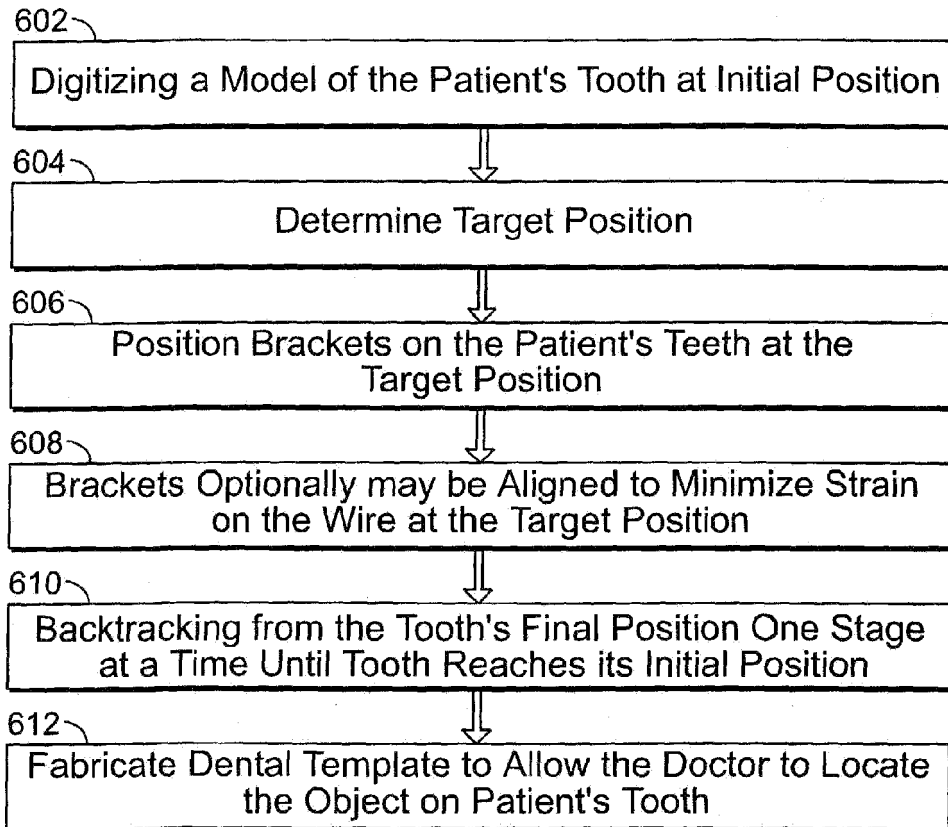 602
Digitizing a Model of the Patient's Tooth at Initial Position
604
Determine Target Position
606
Position Brackets on the Patient's Teeth at the
Target Position
608
Brackets Optionally may be Aligned to Minimize Strain
on the Wire at the Target Position
610
Backtracking from the Tooth's Final Position One Stage
at a Time Until Tooth Reaches its Initial Position
612
Fabricate Dental Template to Allow the Doctor to Locate
the Object on Patient's Tooth